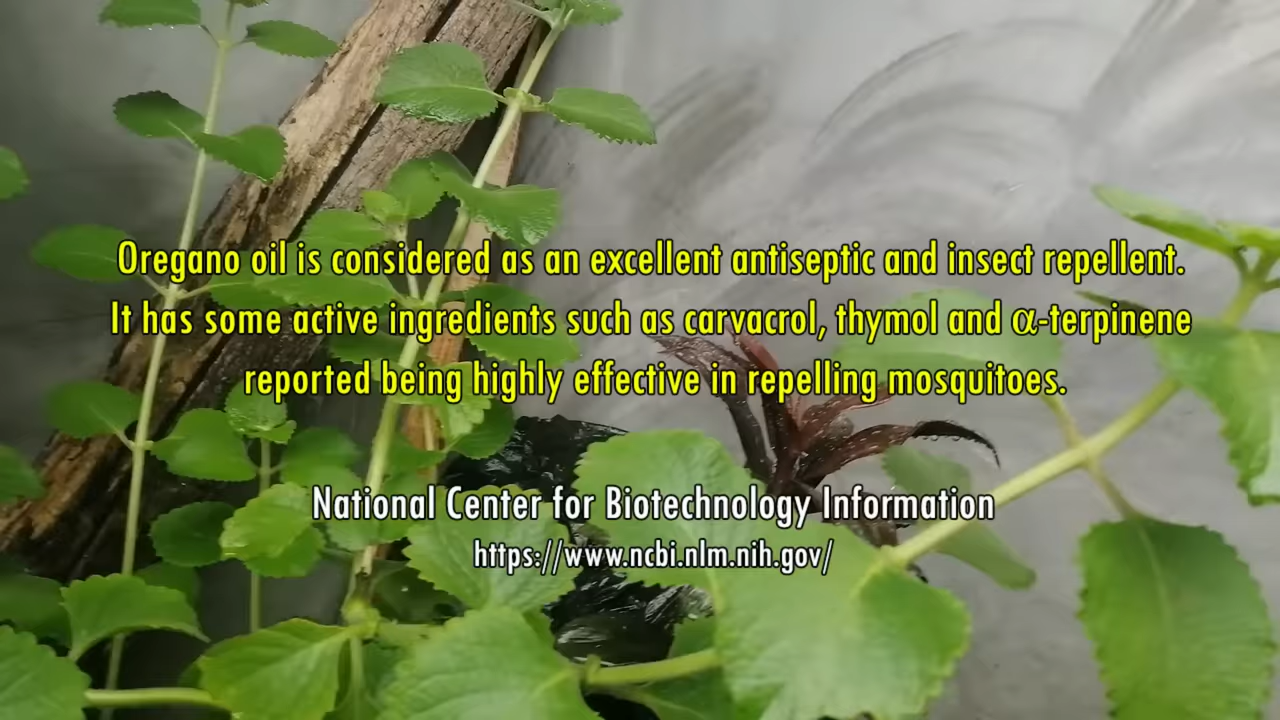 Oregano oil is considered as an excellent antiseptic and insect repellent.
It has some active ingredients such as carvacrol, thymol and α-terpinene
reported being highly effective in repelling mosquitoes.
National Center for Biotechnology Information
https://www.ncbi.nlm.nih.gov/